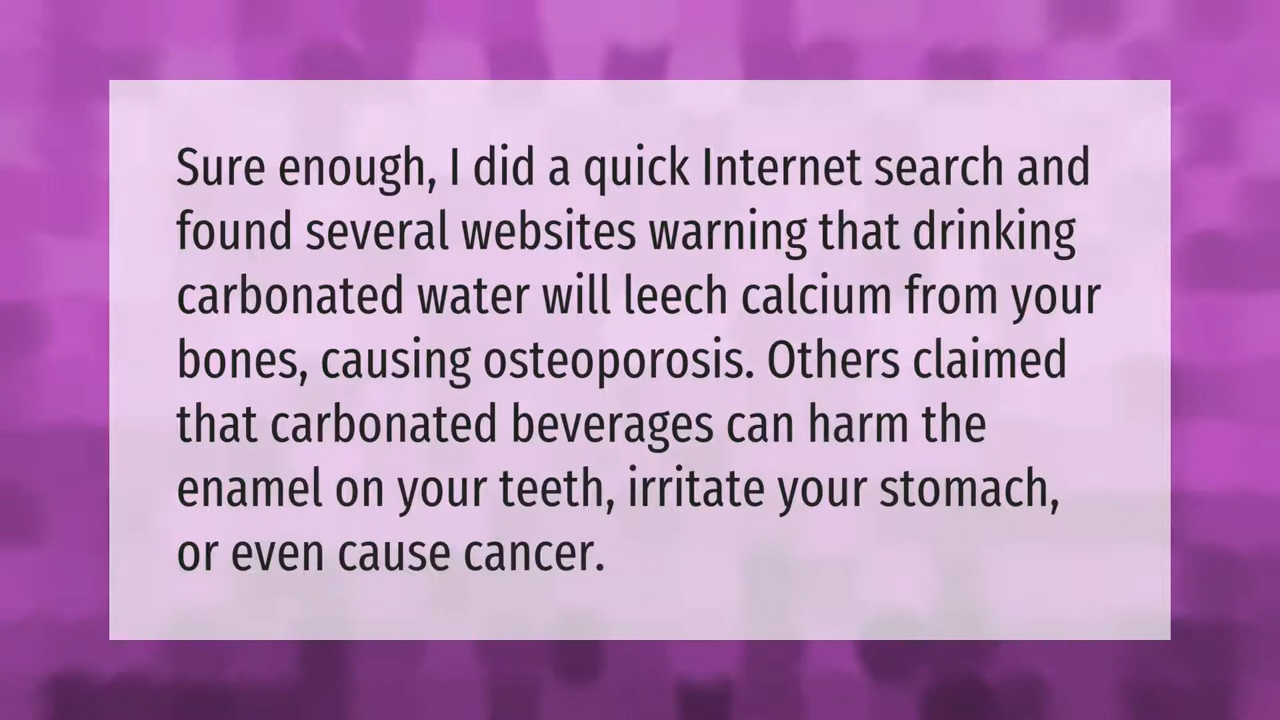 Sure enough, I did a quick Internet search and
found several websites warning that drinking
carbonated water will leech calcium from your
bones, causing osteoporosis. Others claimed
that carbonated beverages can harm the
enamel on your teeth, irritate your stomach,
or even cause cancer.